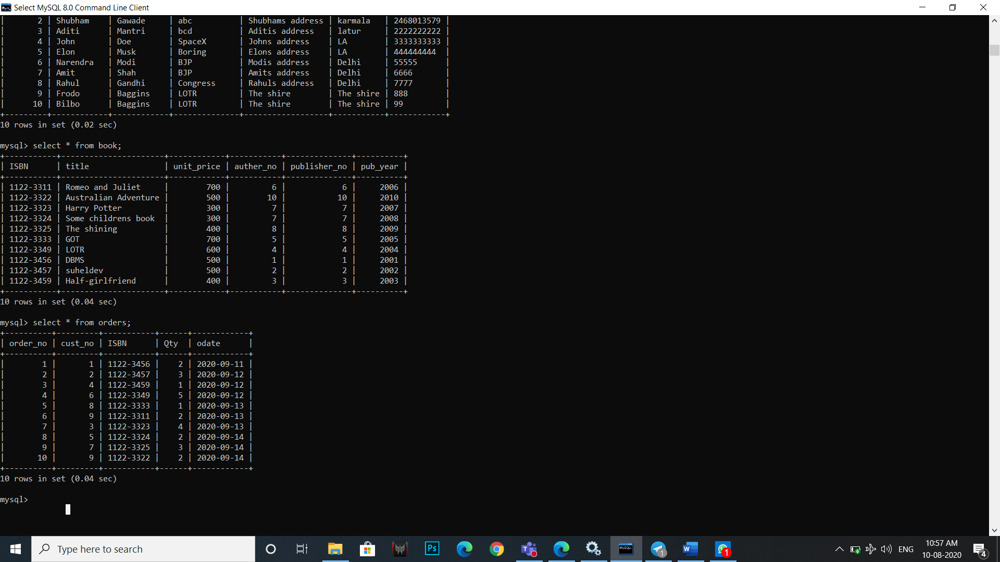 Select MySQL 8.0 Command Line Client
| 2 | Shubham | Gawade | abc | Shubhams address | karmala | 2468013579 |
| 3 | Aditi | Mantri | bcd | Aditis address | latur | 2222222222 |
| 4 | John | Doe | SpaceX | Johns address | LA | 3333333333 |
| 5 | Elon | Musk | Boring | Elons address | LA | 444444444 |
| 6 | Narendra | Modi | BJP | Modis address | Delhi | 55555 |
| 7 | Amit | Shah | BJP | Amits address | Delhi | 6666 |
| 8 | Rahul | Gandhi | Congress | Rahuls address | Delhi | 7777 |
| 9 | Frodo | Baggins | LOTR | The shire | The shire | 888 |
| 10 | Bilbo | Baggins | LOTR | The shire | The shire | 99 |
10 rows in set (0.02 sec)
mysql> select * from book;
| ISBN | title | unit_price | auther_no | publisher_no | pub_year |
| 1122-3311 | Romeo and Juliet | 700 | 6 | 6 | 2006 |
| 1122-3322 | Australian Adventure | 500 | 10 | 10 | 2010 |
| 1122-3323 | Harry Potter | 300 | 7 | 7 | 2007 |
| 1122-3324 | Some childrens book | 300 | 7 | 7 | 2008 |
| 1122-3325 | The shining | 400 | 8 | 8 | 2009 |
| 1122-3333 | GOT | 700 | 5 | 5 | 2005 |
| 1122-3349 | LOTR | 600 | 4 | 4 | 2004 |
| 1122-3456 | DBMS | 500 | 1 | 1 | 2001 |
| 1122-3457 | suheldev | 500 | 2 | 2 | 2002 |
| 1122-3459 | Half-girlfriend | 400 | 3 | 3 | 2003 |
10 rows in set (0.04 sec)
mysql> select * from orders;
| order_no | cust_no | ISBN | Qty | odate |
| 1 | 1 | 1122-3456 | 2 | 2020-09-11 |
| 2 | 2 | 1122-3457 | 3 | 2020-09-12 |
| 3 | 4 | 1122-3459 | 1 | 2020-09-12 |
| 4 | 6 | 1122-3349 | 5 | 2020-09-12 |
| 5 | 8 | 1122-3333 | 1 | 2020-09-13 |
| 6 | 9 | 1122-3311 | 2 | 2020-09-13 |
| 7 | 3 | 1122-3323 | 4 | 2020-09-13 |
| 8 | 5 | 1122-3324 | 2 | 2020-09-14 |
| 9 | 7 | 1122-3325 | 3 | 2020-09-14 |
| 10 | 9 | 1122-3322 | 2 | 2020-09-14 |
10 rows in set (0.04 sec)
mysql>
Type here to search
Ps
MySQL
1
W
1
ENG
10:57 AM
10-08-2020
4